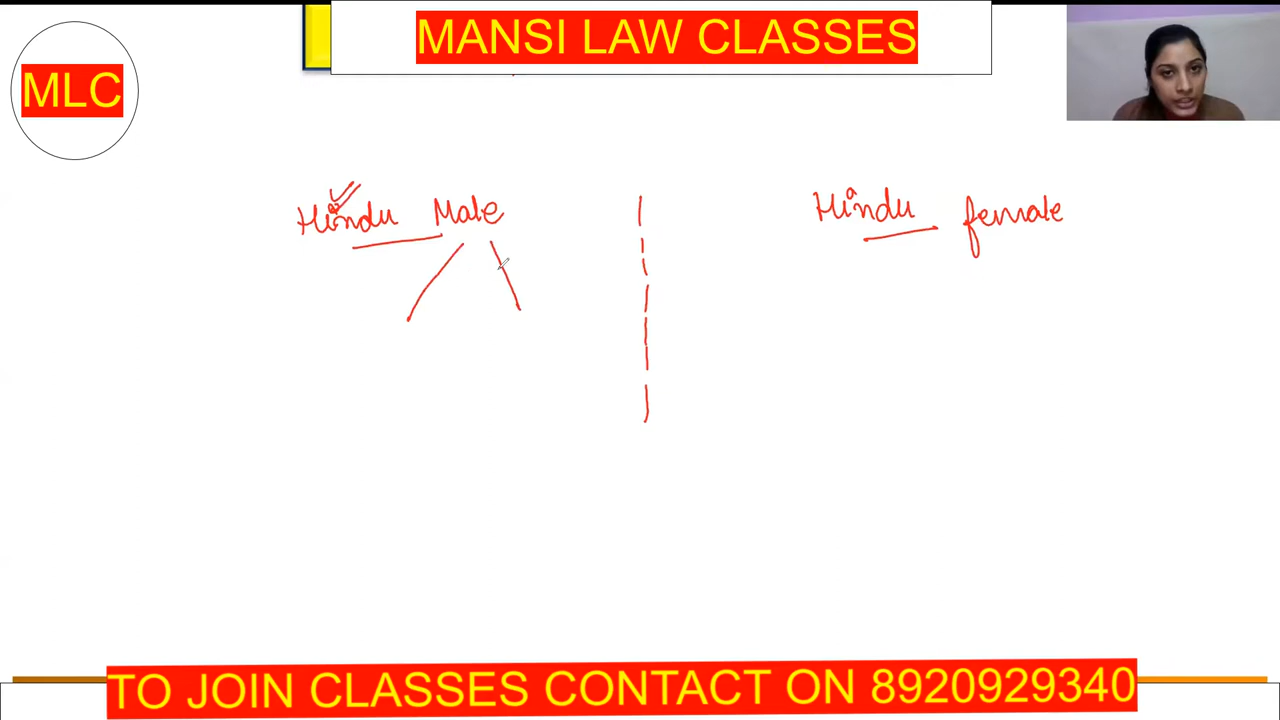 MANSI LAW CLASSES
MLC
Hindu Male
Hindu female
TO JOIN CLASSES CONTACT ON 8920929340